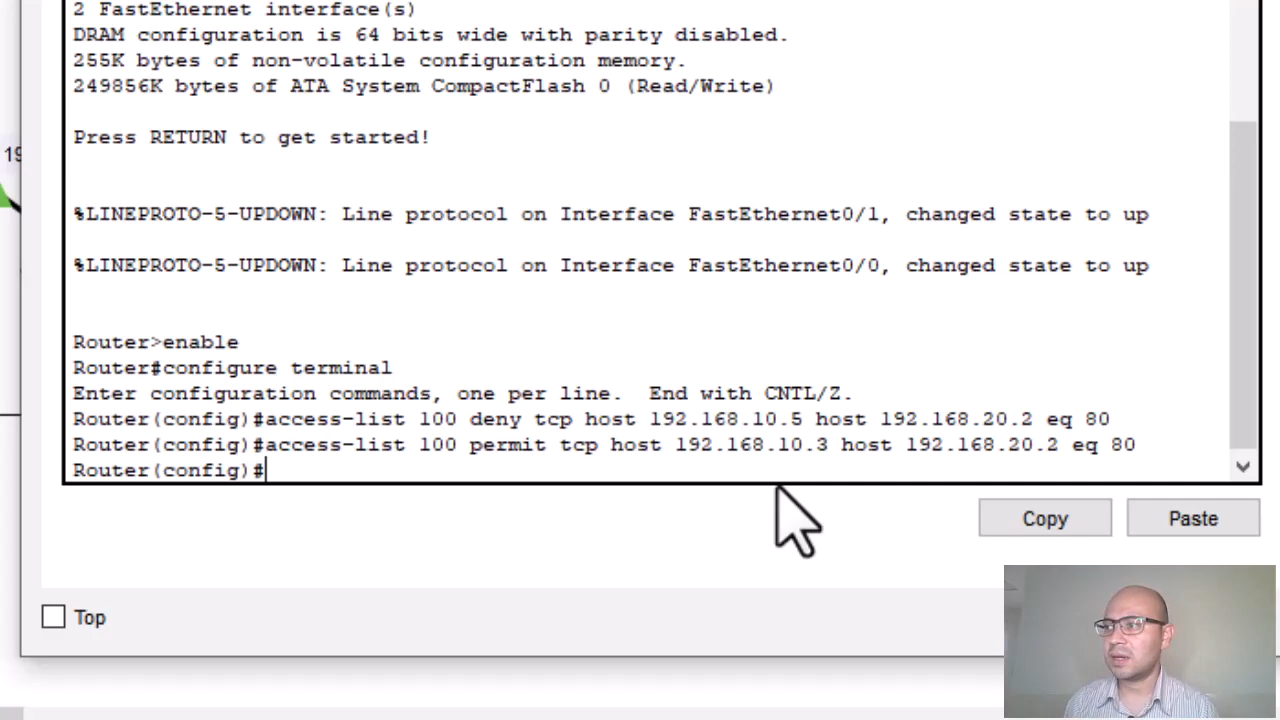 2 FastEthernet interface(s)
DRAM configuration is 64 bits wide with parity disabled.
255K bytes of non-volatile configuration memory.
249856K bytes of ATA System CompactFlash 0 (Read/Write)
Press RETURN to get started!
19
%LINEPROTO-5-UPDOWN: Line protocol on Interface FastEthernet0/1, changed state to up
%LINEPROTO-5-UPDOWN: Line protocol on Interface FastEthernet0/0, changed state to up
Router>enable
Router#configure terminal
Enter configuration commands, one per line.  End with CNTL/Z.
Router(config)#access-list 100 deny tcp host 192.168.10.5 host 192.168.20.2 eq 80
Router(config)#access-list 100 permit tcp host 192.168.10.3 host 192.168.20.2 eq 80
Router(config)#
Copy
Paste
Top